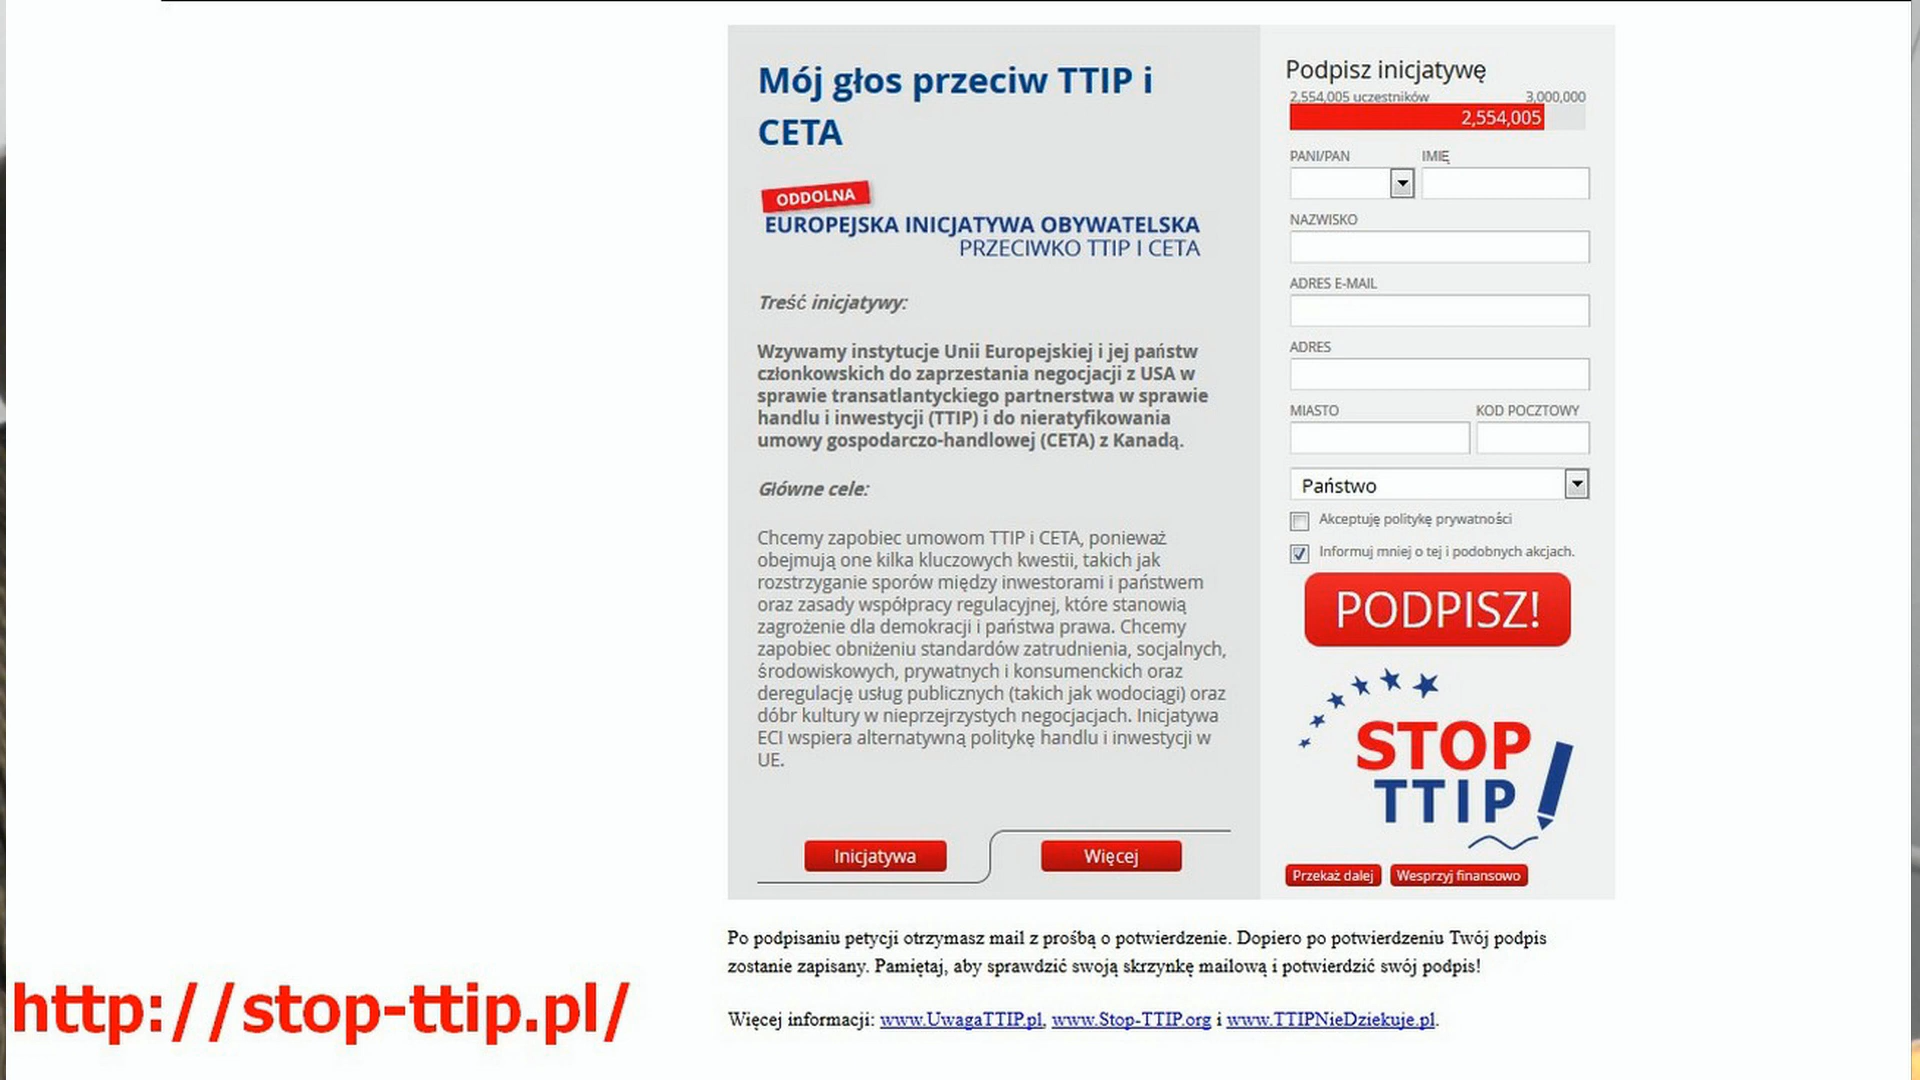 Mój głos przeciw TTIP i
CETA
ODDOLNA
EUROPEJSKA INICJATYWA OBYWATELSKA
PRZECIWKO TTIP I CETA
Treść inicjatywy:
Wzywamy instytucje Unii Europejskiej i jej państw
członkowskich do zaprzestania negocjacji z USA w
sprawie transatlantyckiego partnerstwa w sprawie
handlu i inwestycji (TTIP) i do nieratyfikowania
umowy gospodarczo-handlowej (CETA) z Kanadą.
Główne cele:
Chcemy zapobiec umowom TTIP i CETA, ponieważ
obejmują one kilka kluczowych kwestii, takich jak
rozstrzyganie sporów między inwestorami i państwem
oraz zasady współpracy regulacyjnej, które stanowią
zagrożenie dla demokracji i państwa prawa. Chcemy
zapobiec obniżeniu standardów zatrudnienia, socjalnych,
środowiskowych, prywatnych i konsumenckich oraz
deregulację usług publicznych (takich jak wodociągi) oraz
dóbr kultury w nieprzejrzystych negocjacjach. Inicjatywa
ECI wspiera alternatywną politykę handlu i inwestycji w
UE.
Inicjatywa
Więcej
Podpisz inicjatywę
2,554,005 uczestników 3,000,000
2,554,005
PANI/PAN IMIĘ
NAZWISKO
ADRES E-MAIL
ADRES
MIASTO KOD POCZTOWY
Państwo
Akceptuję politykę prywatności
Informuj mniej o tej i podobnych akcjach.
PODPISZ!
STOP
TTIP
Przekaż dalej Wesprzyj finansowo
Po podpisaniu petycji otrzymasz mail z prośbą o potwierdzenie. Dopiero po potwierdzeniu Twój podpis
zostanie zapisany. Pamiętaj, aby sprawdzić swoją skrzynkę mailową i potwierdzić swój podpis!
Więcej informacji: www.UwagaTTIP.pl, www.Stop-TTIP.org i www.TTIPNieDziekuje.pl.
http://stop-ttip.pl/